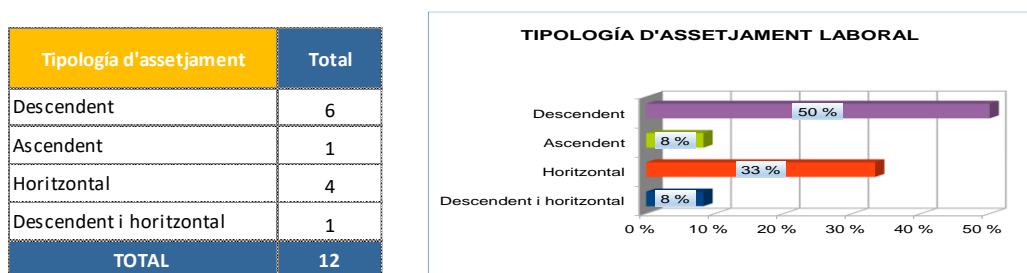 Tipología d'assetjament Total
Descendent 6
Ascendent 1
Horitzontal 4
Descendent i horitzontal 1
TOTAL 12
TIPOLOGÍA D'ASSETJAMENT LABORAL
Descendent 50 %
Ascendent 8 %
Horitzontal 33 %
Descendent i horitzontal 8 %
0 % 10 % 20 % 30 % 40 % 50 %